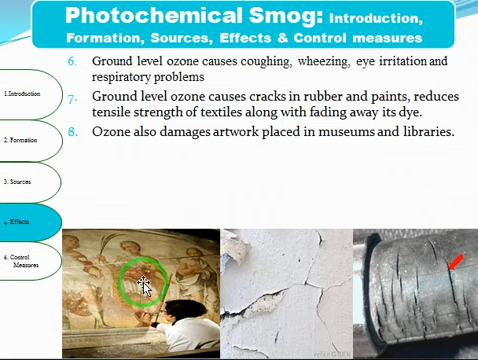 Photochemical Smog: Introduction,
Formation, Sources, Effects & Control measures
6. Ground level ozone causes coughing, wheezing, eye irritation and
respiratory problems
7. Ground level ozone causes cracks in rubber and paints, reduces
tensile strength of textiles along with fading away its dye.
8. Ozone also damages artwork placed in museums and libraries.
1.Introduction
2. Formation
3. Sources
4. Effects
6. Control
Measures